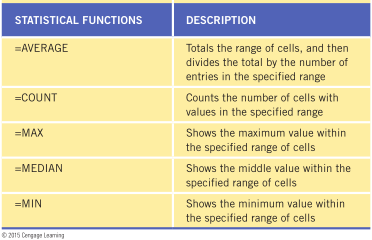 STATISTICAL FUNCTIONS DESCRIPTION
=AVERAGE Totals the range of cells, and then
divides the total by the number of
entries in the specified range
=COUNT Counts the number of cells with
values in the specified range
=MAX Shows the maximum value within
the specified range of cells
=MEDIAN Shows the middle value within the
specified range of cells
=MIN Shows the minimum value within
the specified range of cells
© 2015 Cengage Learning